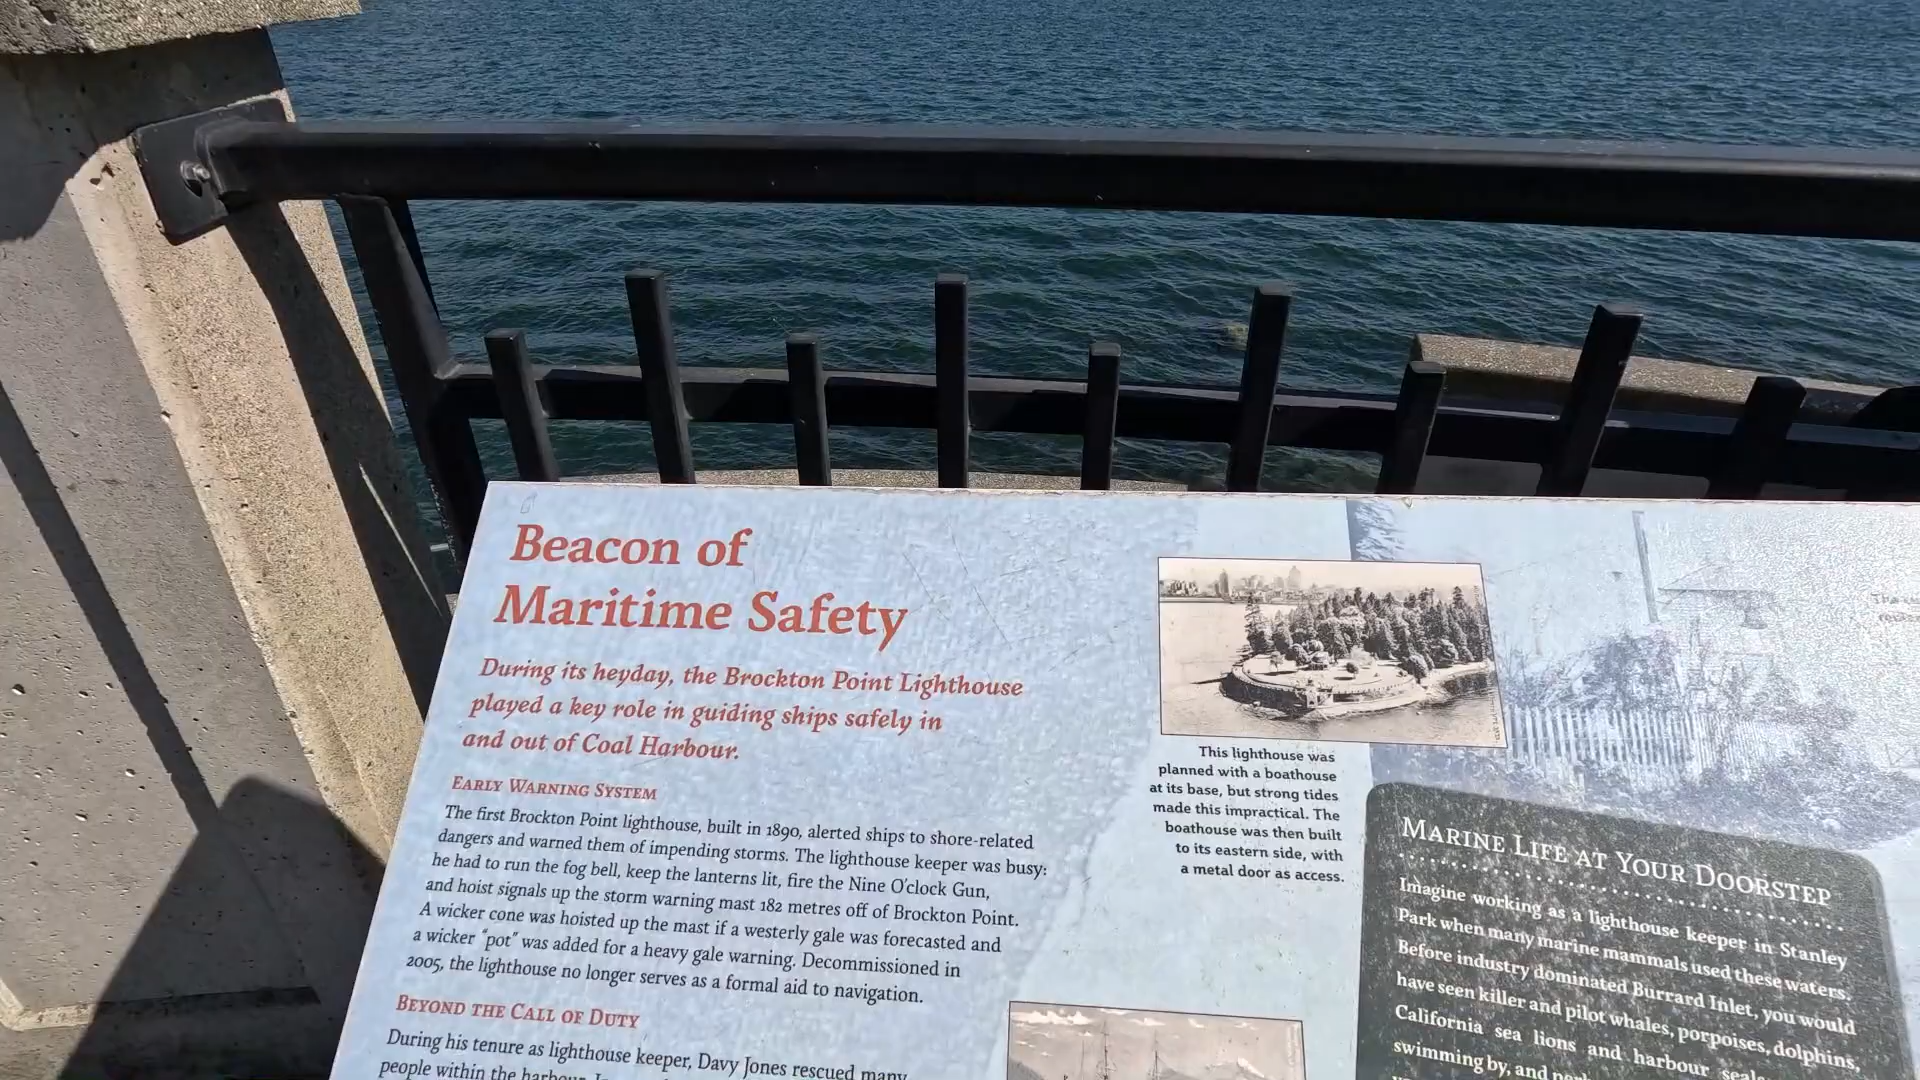 Beacon of
Maritime Safety
During its heyday, the Brockton Point Lighthouse
played a key role in guiding ships safely in
and out of Coal Harbour.
EARLY WARNING SYSTEM
The first Brockton Point lighthouse, built in 1890, alerted ships to shore-related
dangers and warned them of impending storms. The lighthouse keeper was busy:
he had to run the fog bell, keep the lanterns lit, fire the Nine O'clock Gun,
and hoist signals up the storm warning mast 182 metres off of Brockton Point.
A wicker cone was hoisted up the mast if a westerly gale was forecasted and
a wicker "pot" was added for a heavy gale warning. Decommissioned in
2005, the lighthouse no longer serves as a formal aid to navigation.
BEYOND THE CALL OF DUTY
During his tenure as lighthouse keeper, Davy Jones rescued many
people within the harbour.
This lighthouse was
planned with a boathouse
at its base, but strong tides
made this impractical. The
boathouse was then built
to its eastern side, with
a metal door as access.
MARINE LIFE AT YOUR DOORSTEP
Imagine working as a lighthouse keeper in Stanley
Park when many marine mammals used these waters.
Before industry dominated Burrard Inlet, you would
have seen killer and pilot whales, porpoises, dolphins,
California sea lions and harbour seals
swimming by, and